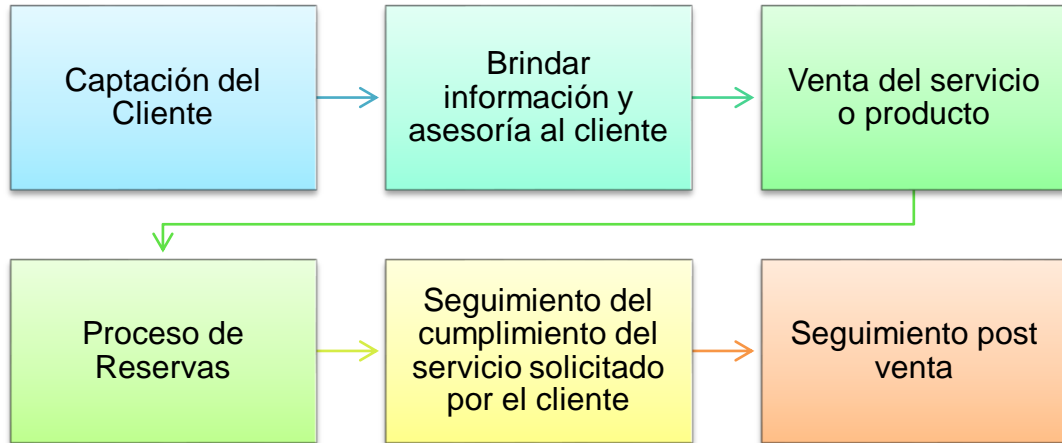 Captación del
Cliente
Brindar
información y
asesoría al cliente
Venta del servicio
o producto
Proceso de
Reservas
Seguimiento del
cumplimiento del
servicio solicitado
por el cliente
Seguimiento post
venta